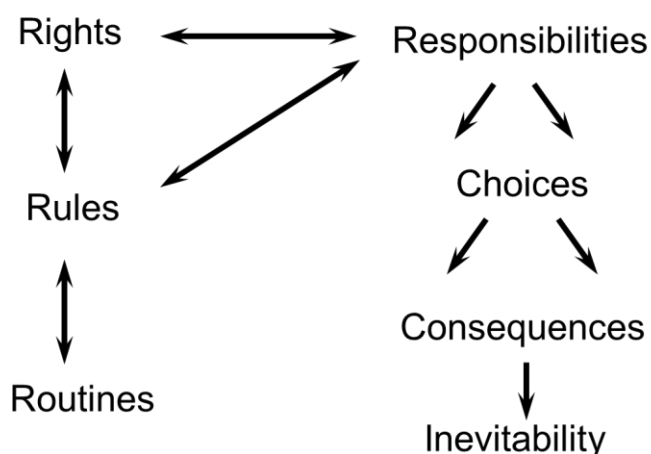 Rights
Responsibilities
Rules
Choices
Consequences
Routines
Inevitability